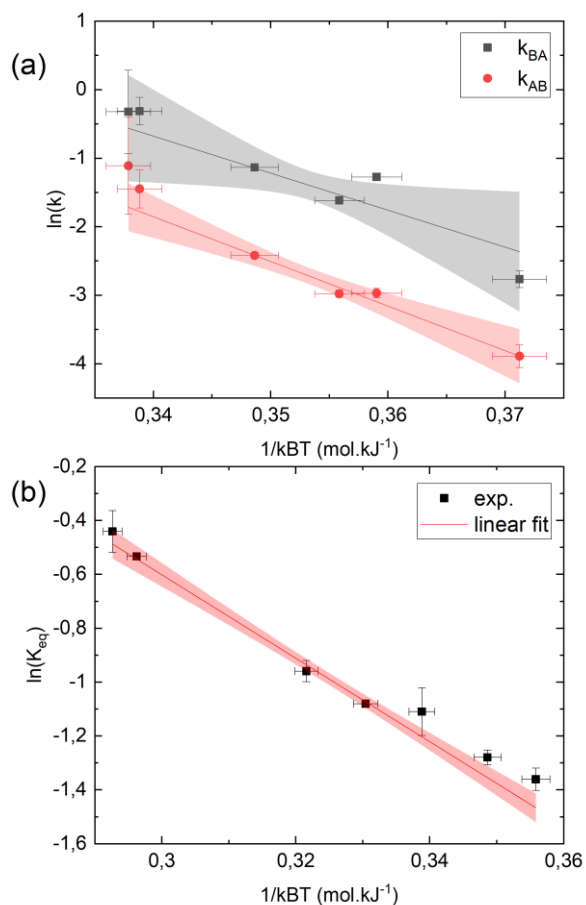 (a)
k_BA
k_AB
ln(k)
1
0
-1
-2
-3
-4
0,34
0,35
0,36
0,37
1/kBT (mol.kJ⁻¹)
(b)
exp.
linear fit
ln(K_eq)
-0,2
-0,4
-0,6
-0,8
-1,0
-1,2
-1,4
-1,6
0,3
0,32
0,34
0,36
1/kBT (mol.kJ⁻¹)